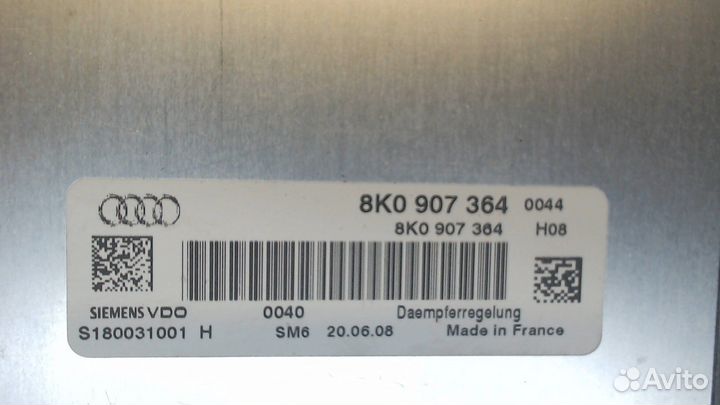 8K0 907 364 0044
8K0 907 364 H08
SIEMENS VDO 0040 Daempferregelung
S180031001 H SM6 20.06.08 Made in France
Avito